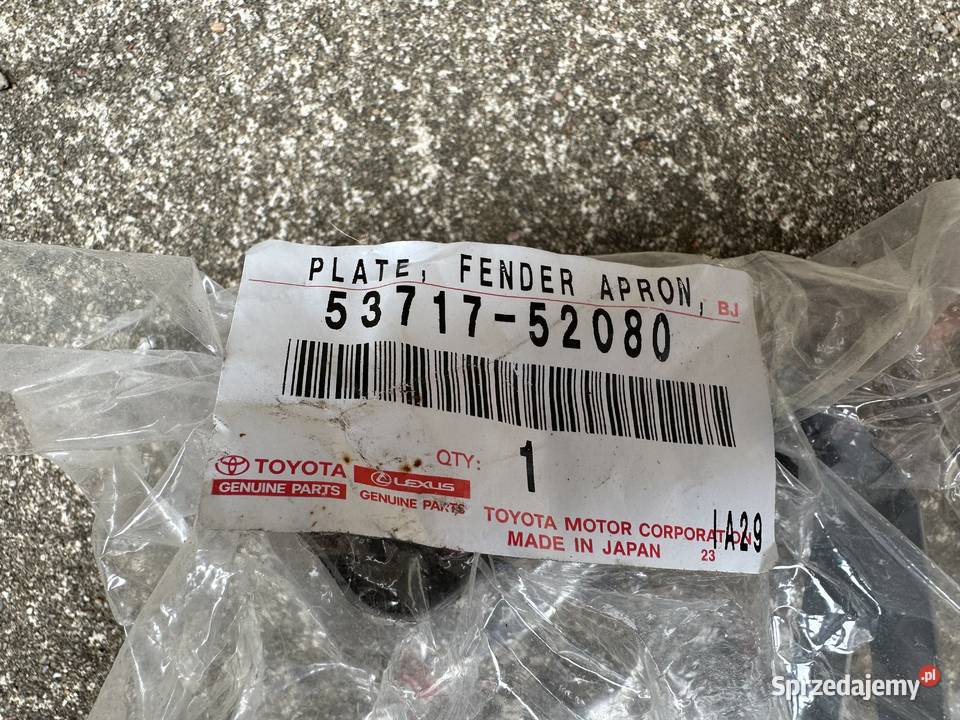 PLATE, FENDER APRON,
BJ
53717-52080
QTY: 1
TOYOTA
GENUINE PARTS
LEXUS
GENUINE PARTS
TOYOTA MOTOR CORPORATION
MADE IN JAPAN
23
IA29
Sprzedajemy.pl